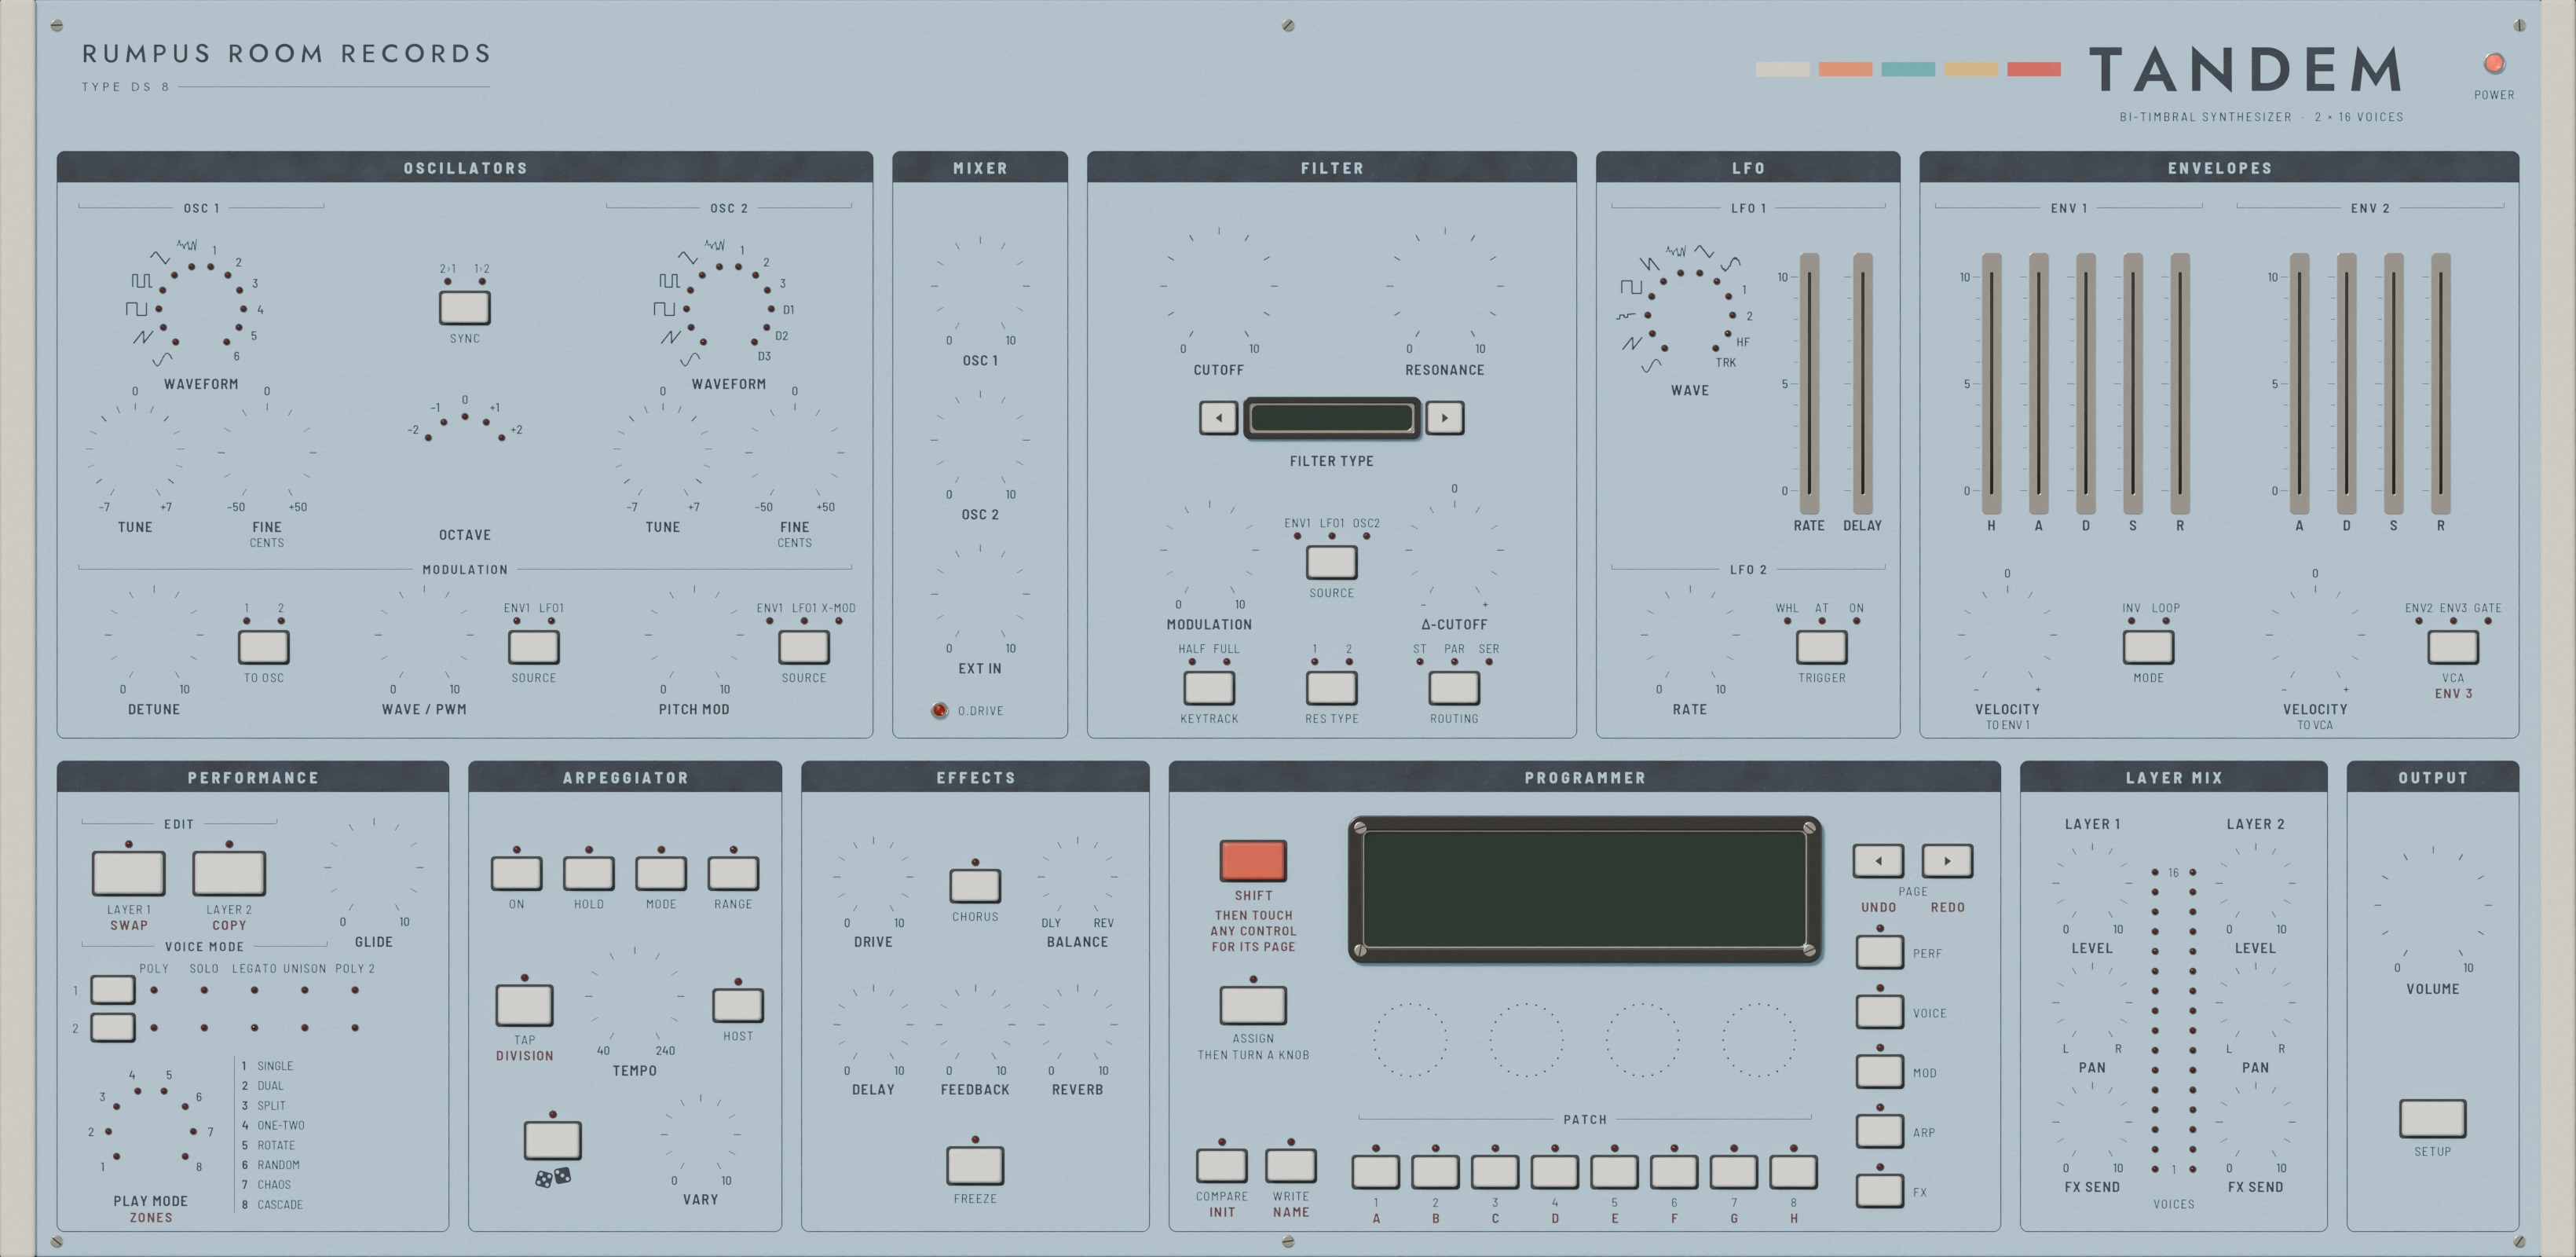 RUMPUS ROOM RECORDS
TYPE DS 8
TANDEM
BI-TIMBRAL SYNTHESIZER · 2 × 16 VOICES
POWER
OSCILLATORS
OSC 1
OSC 2
1
2
3
4
5
6
WAVEFORM
2›1 1›2
SYNC
1
2
3
D1
D2
D3
WAVEFORM
0
-7 +7
TUNE
0
-50 +50
FINE
CENTS
-2 -1 0 +1 +2
OCTAVE
0
-7 +7
TUNE
0
-50 +50
FINE
CENTS
MODULATION
0 10
DETUNE
1 2
TO OSC
0 10
WAVE / PWM
ENV1 LFO1
SOURCE
0 10
PITCH MOD
ENV1 LFO1 X-MOD
SOURCE
MIXER
0 10
OSC 1
0 10
OSC 2
0 10
EXT IN
O.DRIVE
FILTER
0 10
CUTOFF
0 10
RESONANCE
FILTER TYPE
0 10
MODULATION
ENV1 LFO1 OSC2
SOURCE
0
- +
Δ-CUTOFF
HALF FULL
KEYTRACK
1 2
RES TYPE
ST PAR SER
ROUTING
LFO
LFO 1
1
2
HF
TRK
WAVE
10
5
0
RATE DELAY
LFO 2
0 10
RATE
WHL AT ON
TRIGGER
ENVELOPES
ENV 1
10
5
0
H A D S R
ENV 2
10
5
0
A D S R
0
- +
VELOCITY
TO ENV 1
INV LOOP
MODE
0
- +
VELOCITY
TO VCA
ENV2 ENV3 GATE
VCA
ENV 3
PERFORMANCE
EDIT
LAYER 1
SWAP
LAYER 2
COPY
0 10
GLIDE
VOICE MODE
POLY SOLO LEGATO UNISON POLY 2
1
2
1 2 3 4 5 6 7 8
PLAY MODE
ZONES
1 SINGLE
2 DUAL
3 SPLIT
4 ONE-TWO
5 ROTATE
6 RANDOM
7 CHAOS
8 CASCADE
ARPEGGIATOR
ON HOLD MODE RANGE
TAP
DIVISION
40 240
TEMPO
HOST
0 10
VARY
EFFECTS
0 10
DRIVE
CHORUS
DLY REV
BALANCE
0 10
DELAY
0 10
FEEDBACK
0 10
REVERB
FREEZE
PROGRAMMER
SHIFT
THEN TOUCH
ANY CONTROL
FOR ITS PAGE
ASSIGN
THEN TURN A KNOB
COMPARE
INIT
WRITE
NAME
PATCH
1 2 3 4 5 6 7 8
A B C D E F G H
PAGE
UNDO REDO
PERF
VOICE
MOD
ARP
FX
LAYER MIX
LAYER 1
0 10
LEVEL
L R
PAN
0 10
FX SEND
16
1
VOICES
LAYER 2
0 10
LEVEL
L R
PAN
0 10
FX SEND
OUTPUT
0 10
VOLUME
SETUP